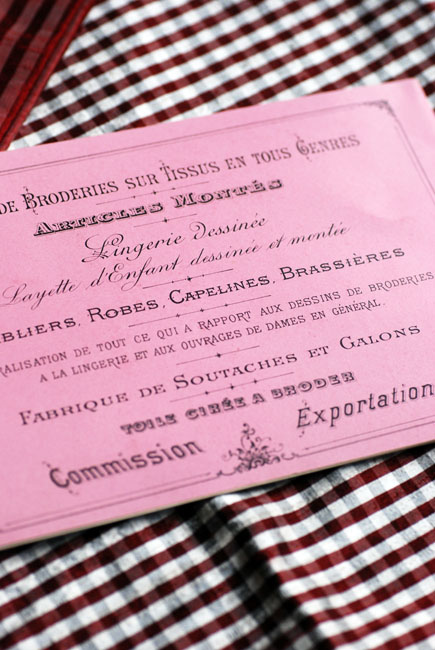 DE BRODERIES SUR TISSUS EN TOUS GENRES
ARTICLES MONTÉS
Lingerie dessinée
Layette d'Enfant dessinée et montée
BLIERS, ROBES, CAPELINES, BRASSIÈRES
ALISATION DE TOUT CE QUI A RAPPORT AUX DESSINS DE BRODERIES
A LA LINGERIE ET AUX OUVRAGES DE DAMES EN GÉNÉRAL.
FABRIQUE DE SOUTACHES ET GALONS
TOILE CIRÉE A BRODER
Commission Exportation